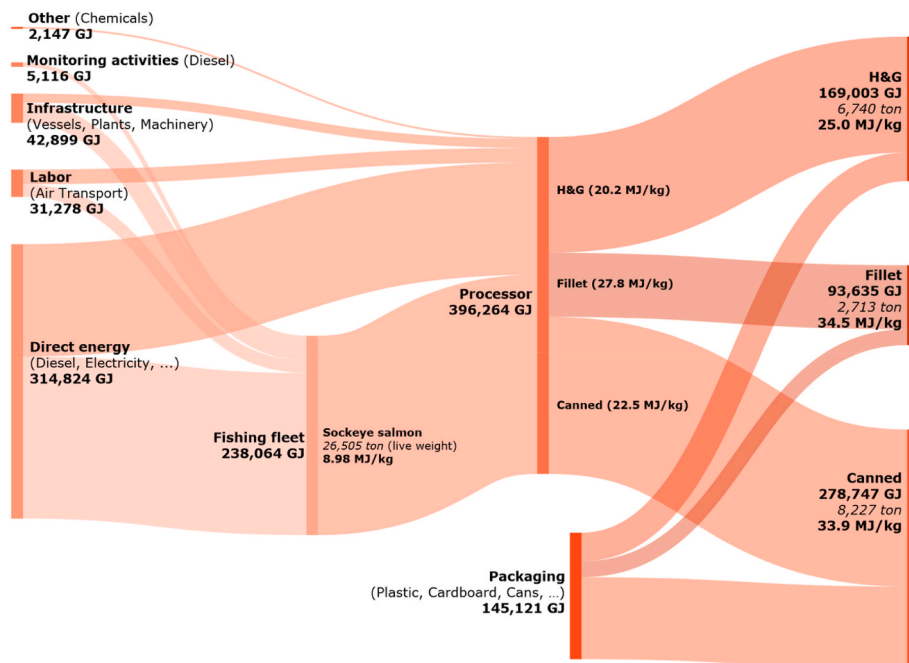 Other (Chemicals)
2,147 GJ
Monitoring activities (Diesel)
5,116 GJ
Infrastructure
(Vessels, Plants, Machinery)
42,899 GJ
Labor
(Air Transport)
31,278 GJ
Direct energy
(Diesel, Electricity, ...)
314,824 GJ
Fishing fleet
238,064 GJ
Sockeye salmon
26,505 ton (live weight)
8.98 MJ/kg
Processor
396,264 GJ
H&G (20.2 MJ/kg)
Fillet (27.8 MJ/kg)
Canned (22.5 MJ/kg)
Packaging
(Plastic, Cardboard, Cans, ...)
145,121 GJ
H&G
169,003 GJ
6,740 ton
25.0 MJ/kg
Fillet
93,635 GJ
2,713 ton
34.5 MJ/kg
Canned
278,747 GJ
8,227 ton
33.9 MJ/kg